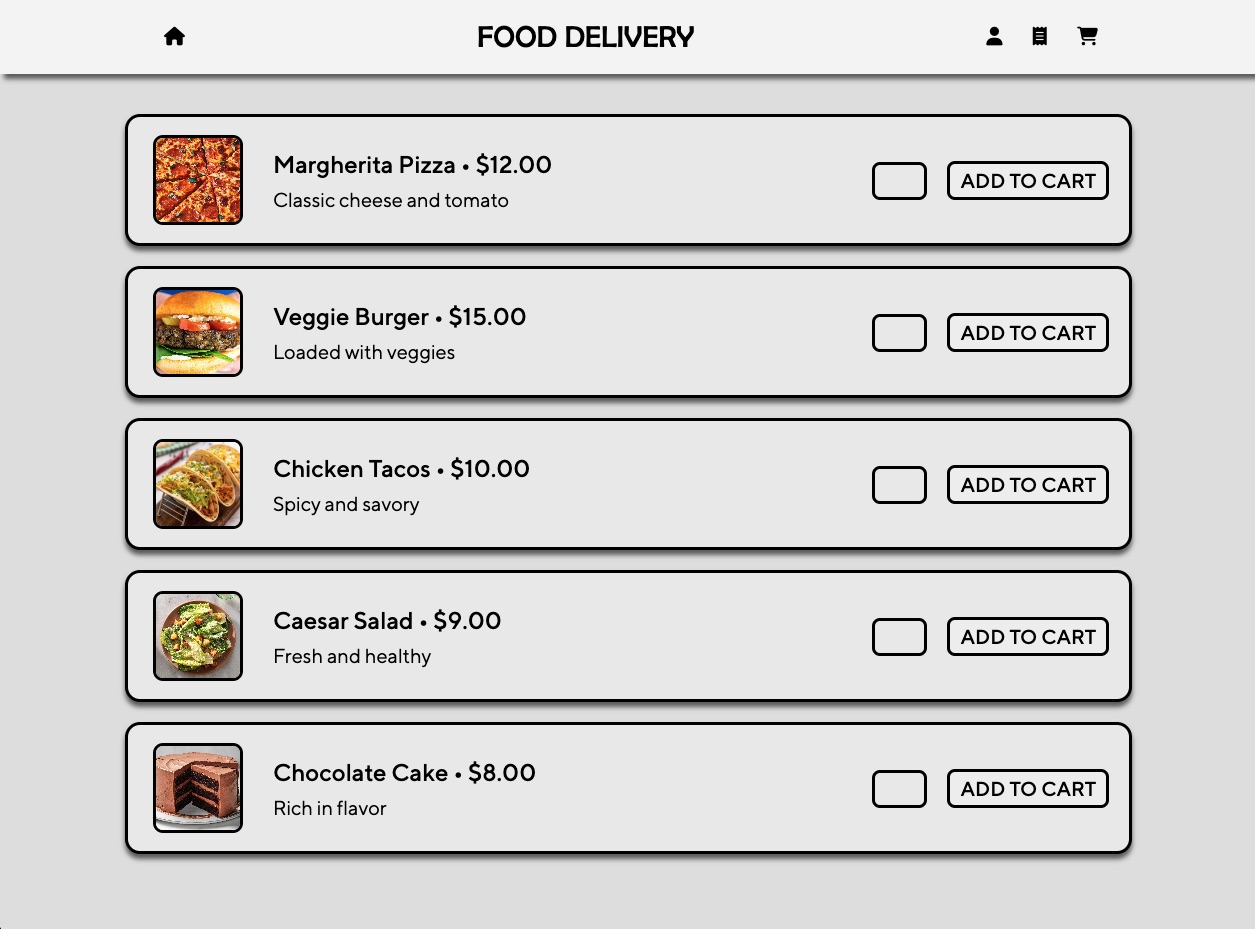 FOOD DELIVERY
Margherita Pizza • $12.00
Classic cheese and tomato
ADD TO CART
Veggie Burger • $15.00
Loaded with veggies
ADD TO CART
Chicken Tacos • $10.00
Spicy and savory
ADD TO CART
Caesar Salad • $9.00
Fresh and healthy
ADD TO CART
Chocolate Cake • $8.00
Rich in flavor
ADD TO CART